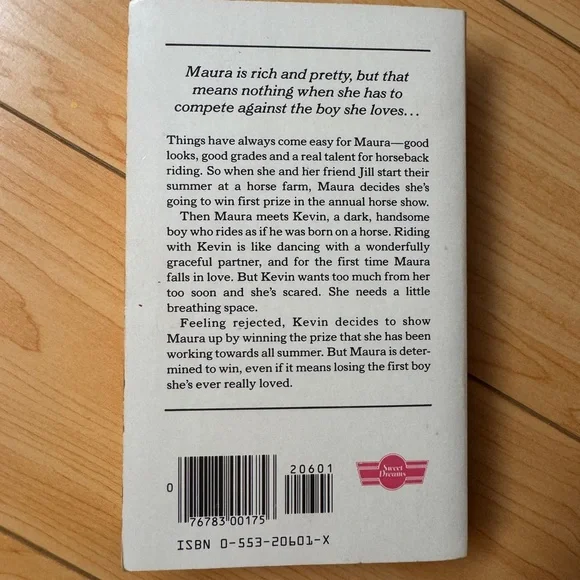 Maura is rich and pretty, but that
means nothing when she has to
compete against the boy she loves...
Things have always come easy for Maura—good
looks, good grades and a real talent for horseback
riding. So when she and her friend Jill start their
summer at a horse farm, Maura decides she's
going to win first prize in the annual horse show.
Then Maura meets Kevin, a dark, handsome
boy who rides as if he was born on a horse. Riding
with Kevin is like dancing with a wonderfully
graceful partner, and for the first time Maura
falls in love. But Kevin wants too much from her
too soon and she's scared. She needs a little
breathing space.
Feeling rejected, Kevin decides to show
Maura up by winning the prize that she has been
working towards all summer. But Maura is deter-
mined to win, even if it means losing the first boy
she's ever really loved.
20601
Sweet
Dreams
0
76783 00175
ISBN 0-553-20601-X